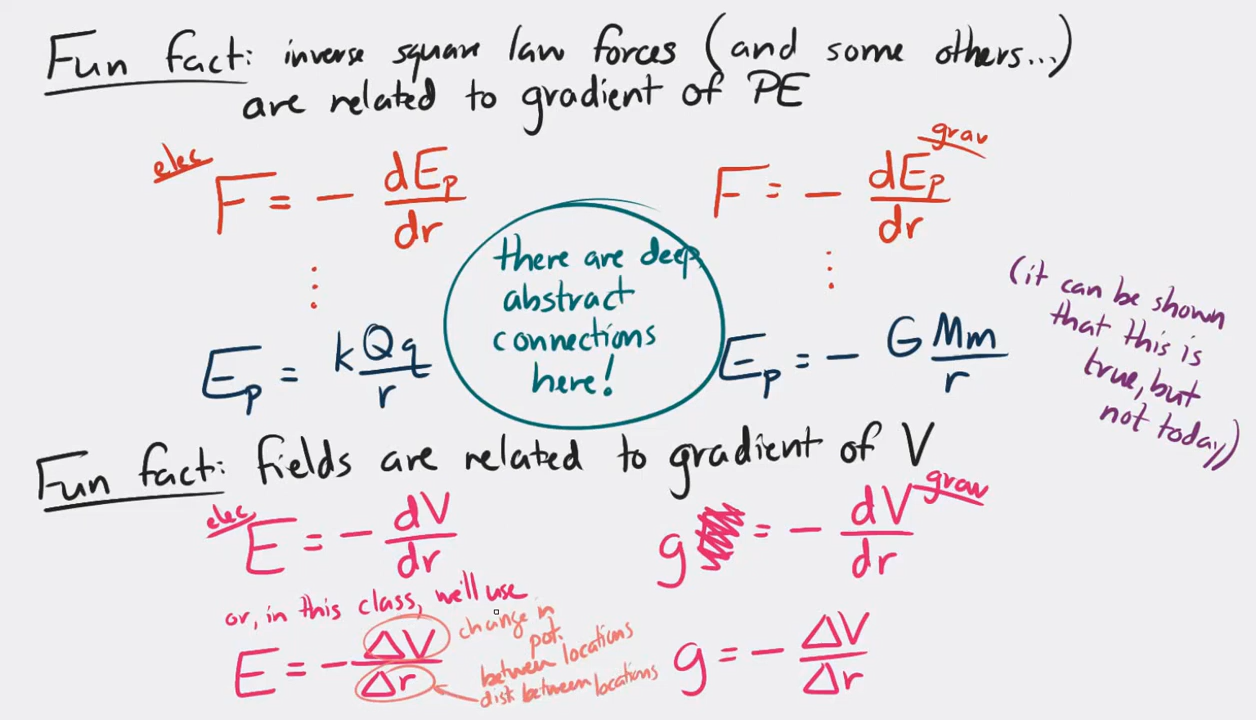 Fun fact: inverse square law forces (and some others...)
are related to gradient of PE
elec
F = - dEp/dr
grav
F = - dEp/dr
⋮
⋮
there are deep
abstract
connections
here!
(it can be shown
that this is
true, but
not today)
Ep = kQq/r
Ep = - GMm/r
Fun fact: fields are related to gradient of V
elec
E = - dV/dr
grav
g = - dV/dr
or, in this class, we'll use
E = - ΔV/Δr
change in
pot.
between locations
disk between locations
g = - ΔV/Δr